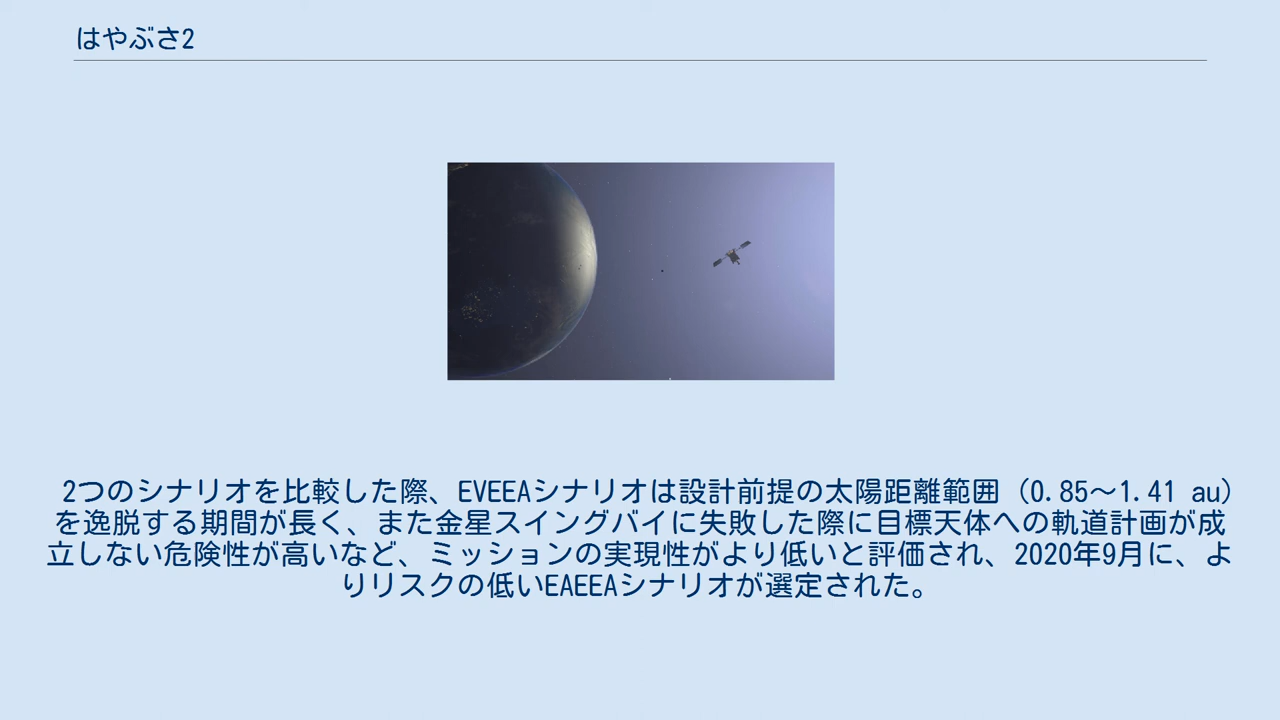 はやぶさ2
2つのシナリオを比較した際、EVEEAシナリオは設計前提の太陽距離範囲（0.85〜1.41 au）
を逸脱する期間が長く、また金星スイングバイに失敗した際に目標天体への軌道計画が成
立しない危険性が高いなど、ミッションの実現性がより低いと評価され、2020年9月に、よ
りリスクの低いEAEEAシナリオが選定された。